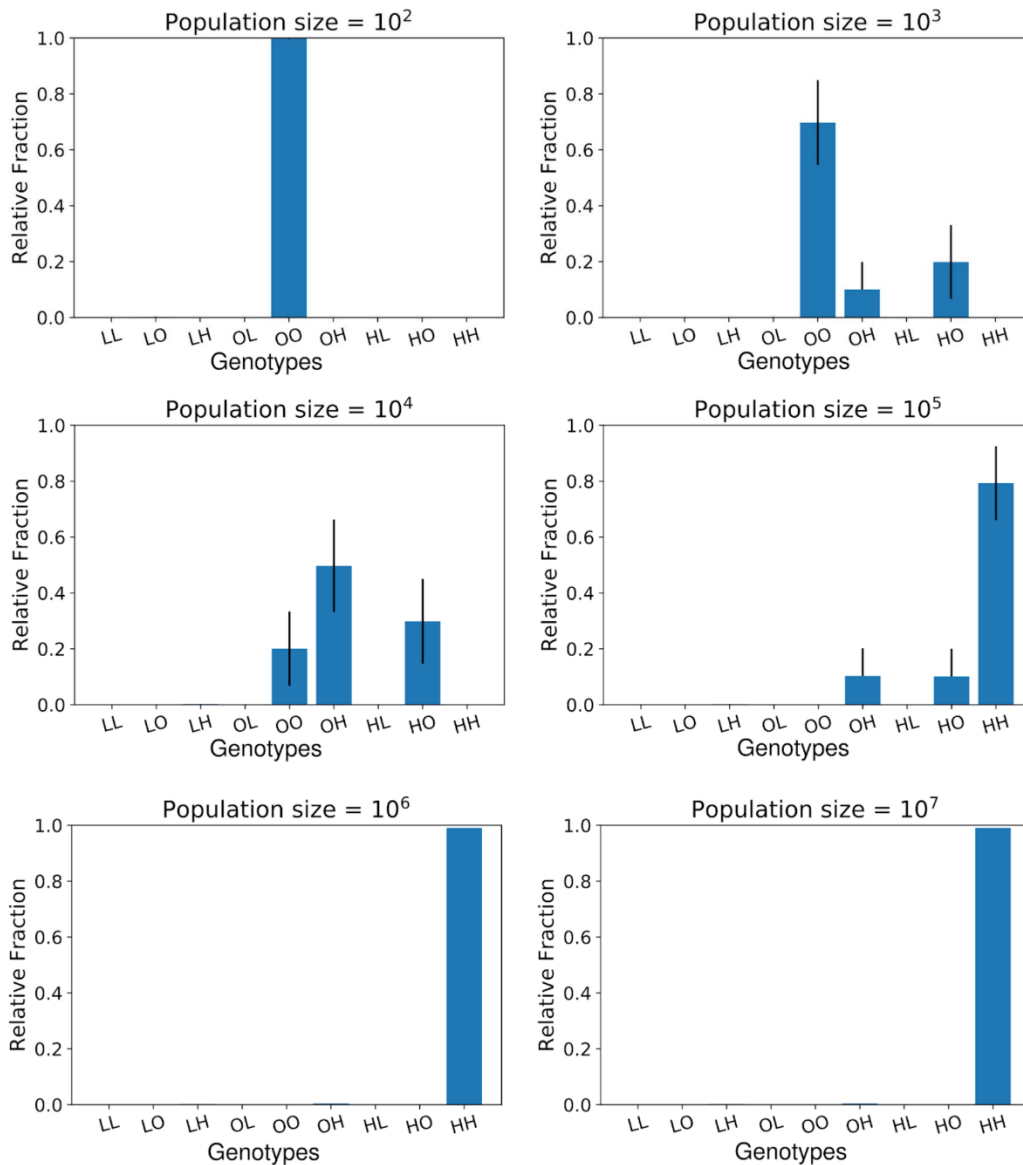 Population size = 10²
Relative Fraction
1.0
0.8
0.6
0.4
0.2
0.0
LL LO LH OL OO OH HL HO HH
Genotypes
Population size = 10³
Relative Fraction
1.0
0.8
0.6
0.4
0.2
0.0
LL LO LH OL OO OH HL HO HH
Genotypes
Population size = 10⁴
Relative Fraction
1.0
0.8
0.6
0.4
0.2
0.0
LL LO LH OL OO OH HL HO HH
Genotypes
Population size = 10⁵
Relative Fraction
1.0
0.8
0.6
0.4
0.2
0.0
LL LO LH OL OO OH HL HO HH
Genotypes
Population size = 10⁶
Relative Fraction
1.0
0.8
0.6
0.4
0.2
0.0
LL LO LH OL OO OH HL HO HH
Genotypes
Population size = 10⁷
Relative Fraction
1.0
0.8
0.6
0.4
0.2
0.0
LL LO LH OL OO OH HL HO HH
Genotypes